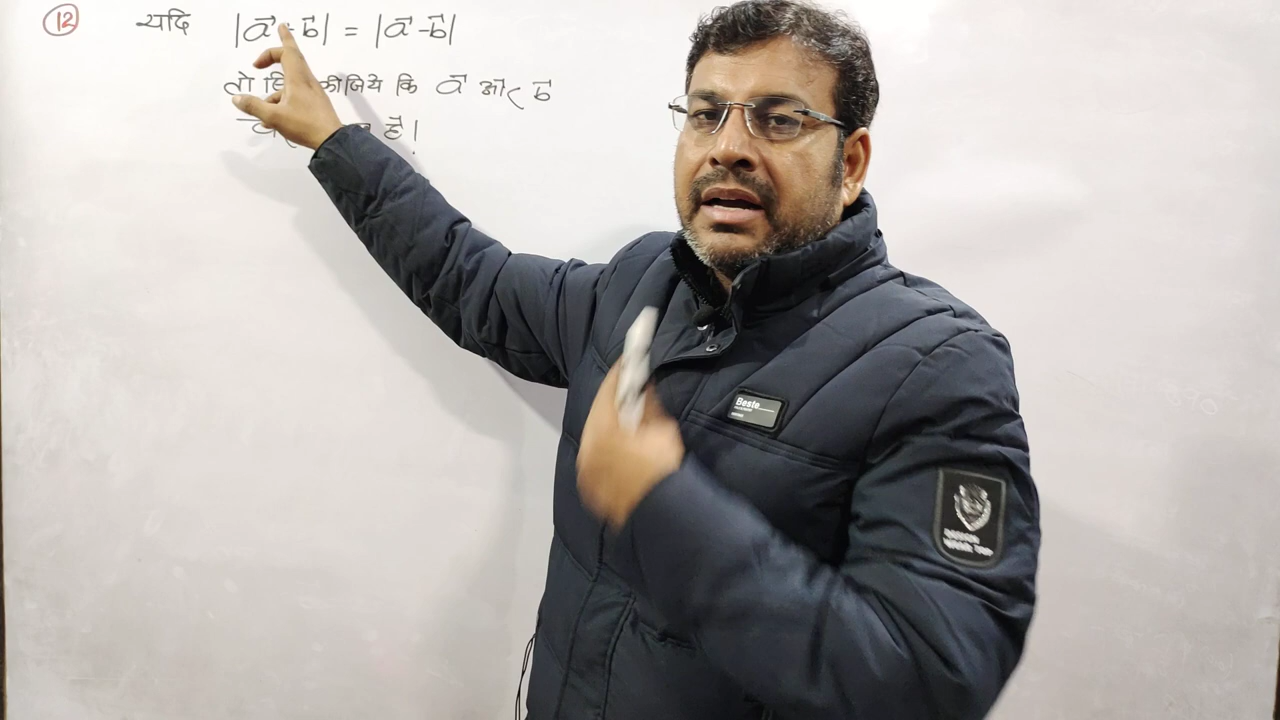 12 यदि |a⃗ + b⃗| = |a⃗ - b⃗|
तो कीजिये कि a⃗ और b⃗
है!
Beste